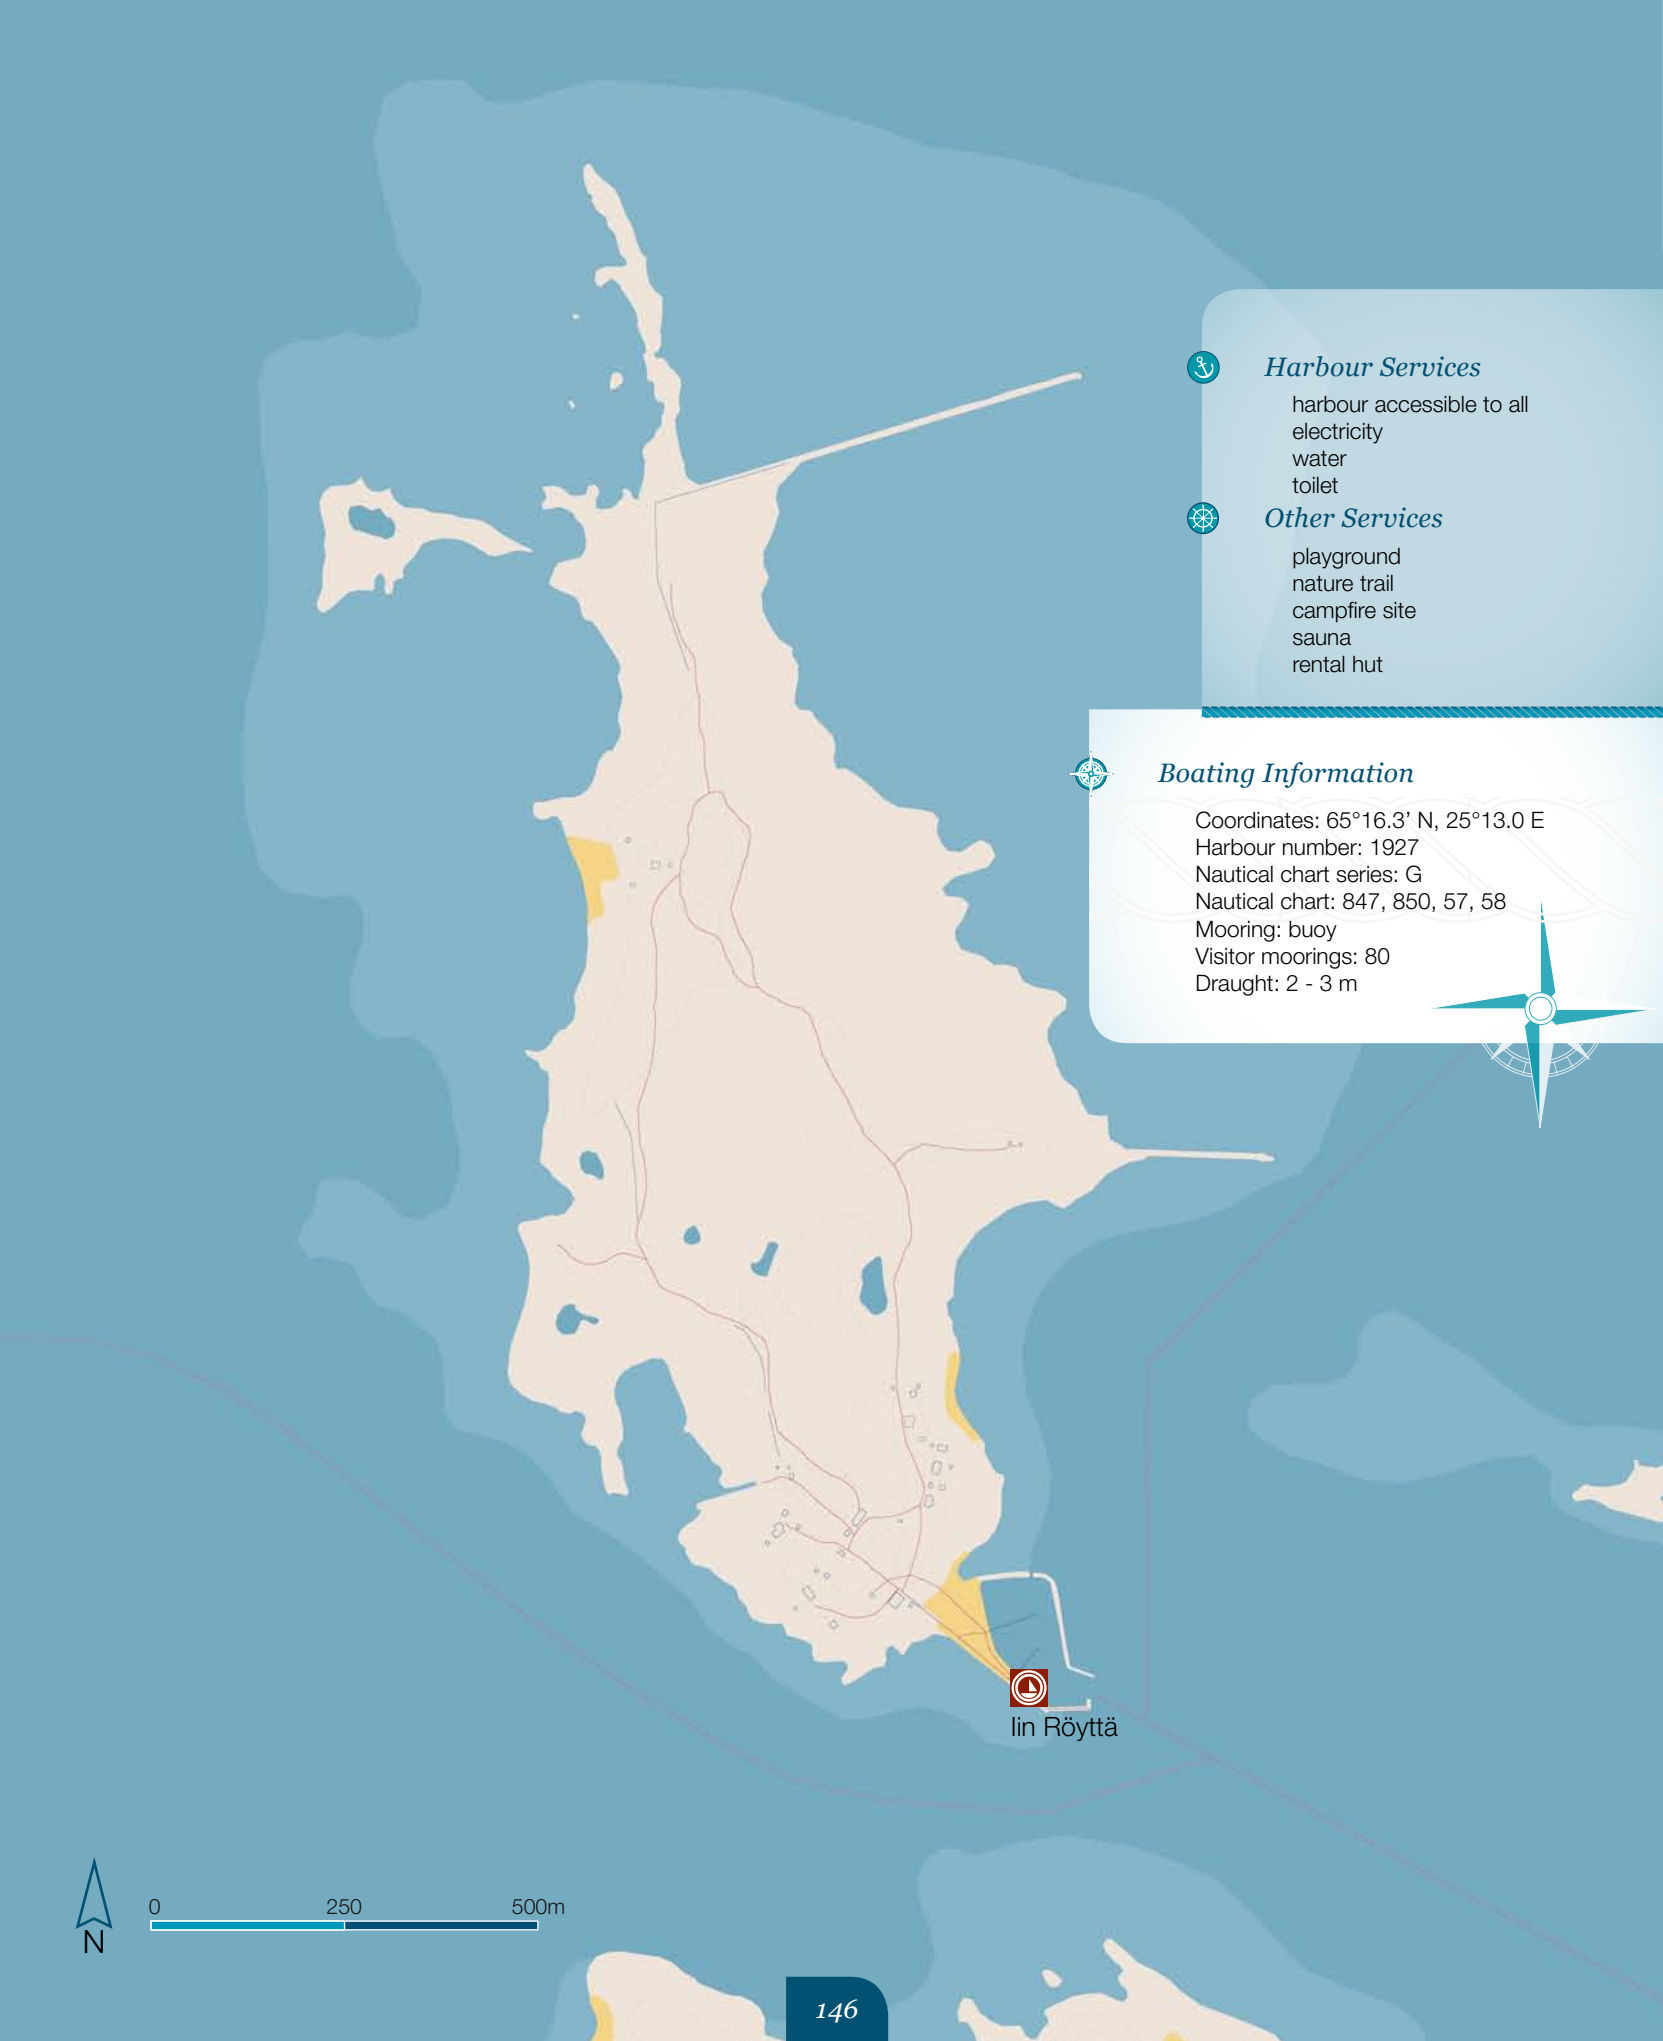 Harbour Services
harbour accessible to all
electricity
water
toilet
Other Services
playground
nature trail
campfire site
sauna
rental hut
Boating Information
Coordinates: 65°16.3’ N, 25°13.0 E
Harbour number: 1927
Nautical chart series: G
Nautical chart: 847, 850, 57, 58
Mooring: buoy
Visitor moorings: 80
Draught: 2 - 3 m
Iin Röyttä
0 250 500m
N
146